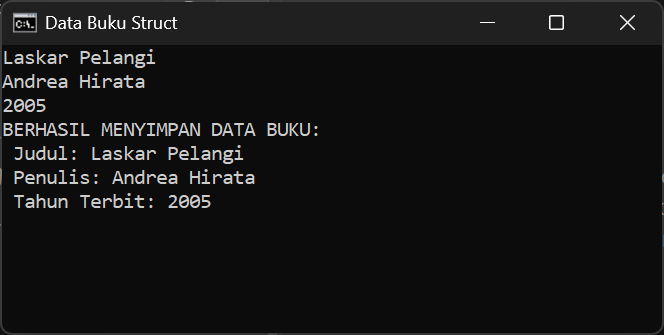 Data Buku Struct
Laskar Pelangi
Andrea Hirata
2005
BERHASIL MENYIMPAN DATA BUKU:
Judul: Laskar Pelangi
Penulis: Andrea Hirata
Tahun Terbit: 2005